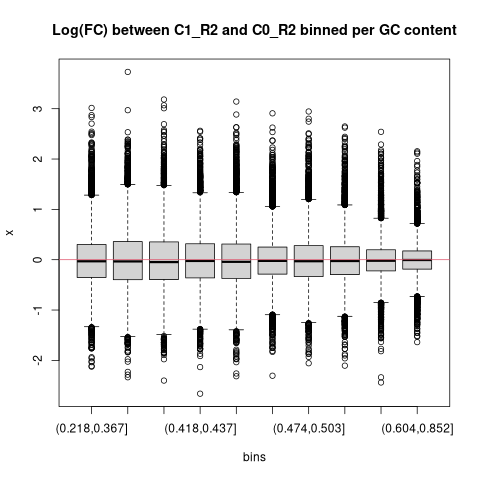 Log(FC) between C1_R2 and C0_R2 binned per GC content
3
2
1
0
-1
-2
x
(0.218,0.367] (0.418,0.437] (0.474,0.503] (0.604,0.852]
bins